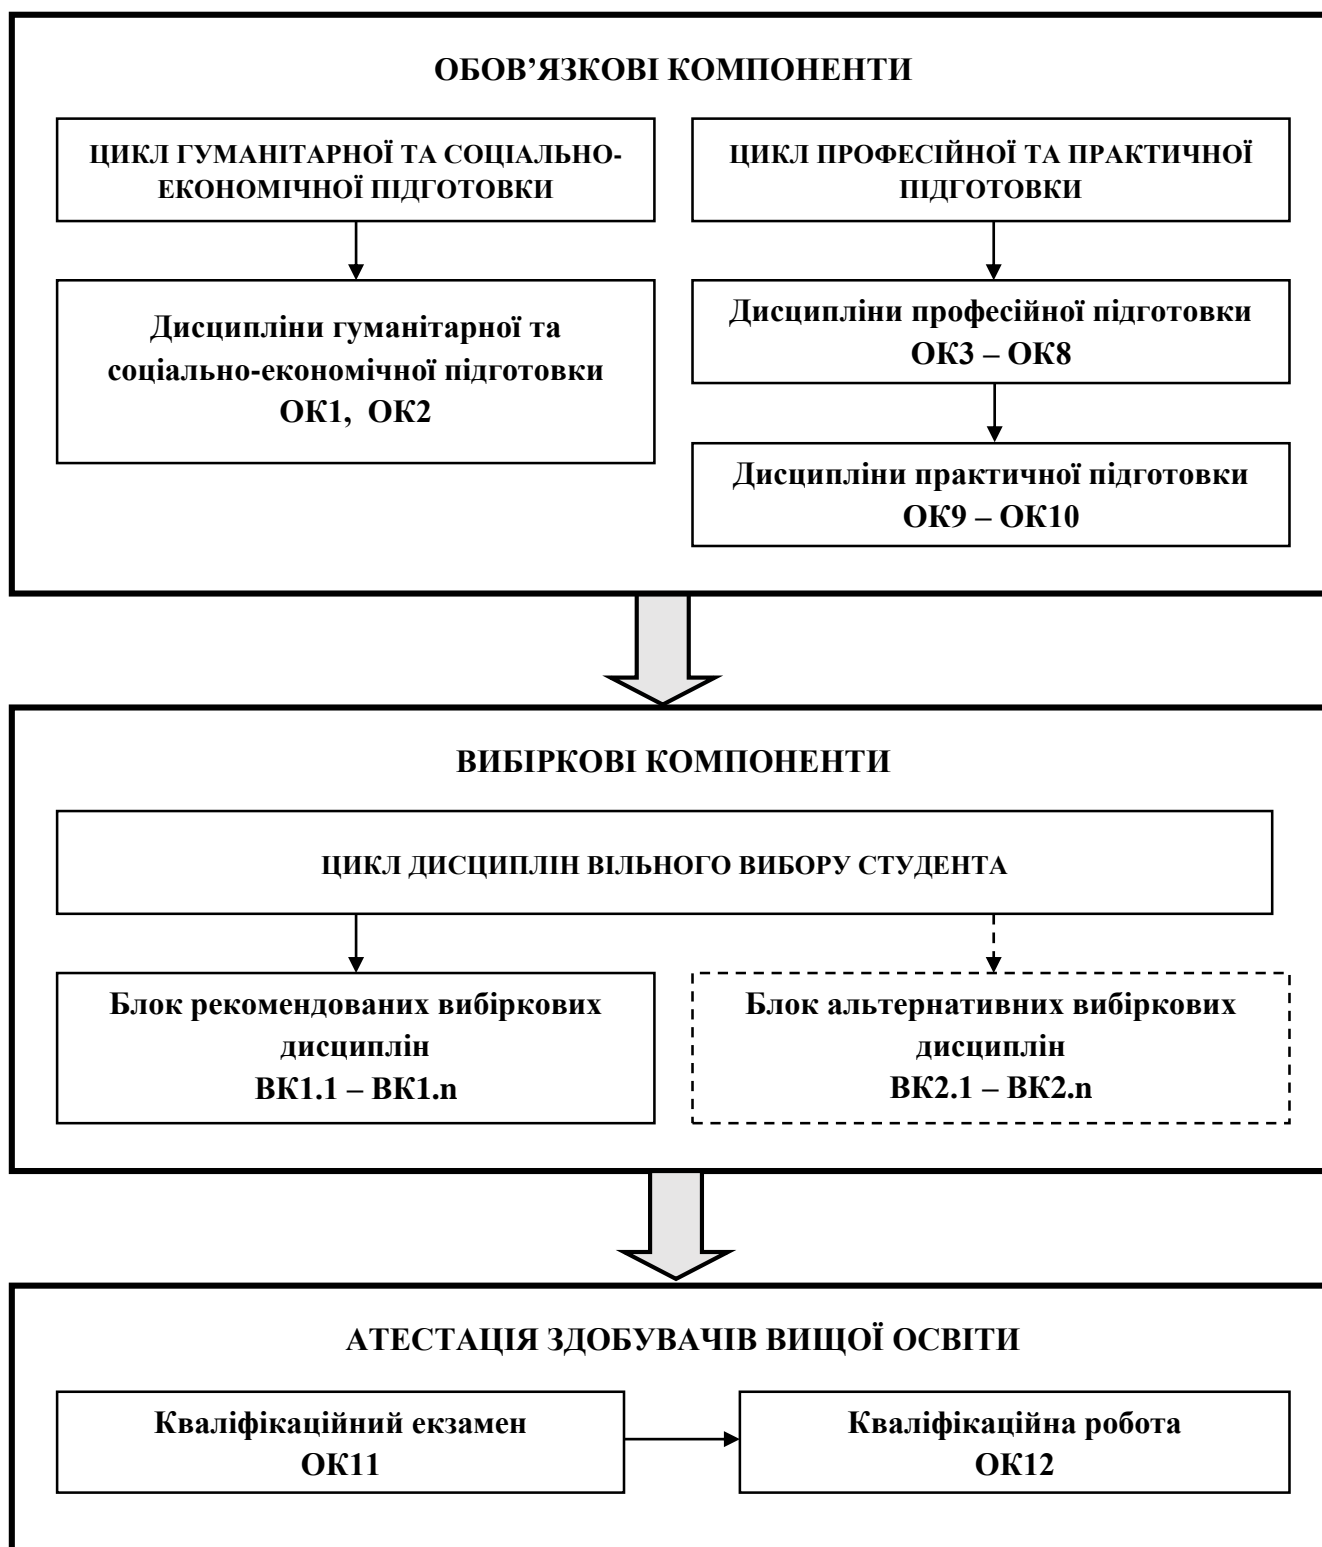 ОБОВ’ЯЗКОВІ КОМПОНЕНТИ
ЦИКЛ ГУМАНІТАРНОЇ ТА СОЦІАЛЬНО-
ЕКОНОМІЧНОЇ ПІДГОТОВКИ
ЦИКЛ ПРОФЕСІЙНОЇ ТА ПРАКТИЧНОЇ
ПІДГОТОВКИ
Дисципліни гуманітарної та
соціально-економічної підготовки
ОК1, ОК2
Дисципліни професійної підготовки
ОК3 – ОК8
Дисципліни практичної підготовки
ОК9 – ОК10
ВИБІРКОВІ КОМПОНЕНТИ
ЦИКЛ ДИСЦИПЛІН ВІЛЬНОГО ВИБОРУ СТУДЕНТА
Блок рекомендованих вибіркових
дисциплін
ВК1.1 – ВК1.n
Блок альтернативних вибіркових
дисциплін
ВК2.1 – ВК2.n
АТЕСТАЦІЯ ЗДОБУВАЧІВ ВИЩОЇ ОСВІТИ
Кваліфікаційний екзамен
ОК11
Кваліфікаційна робота
ОК12